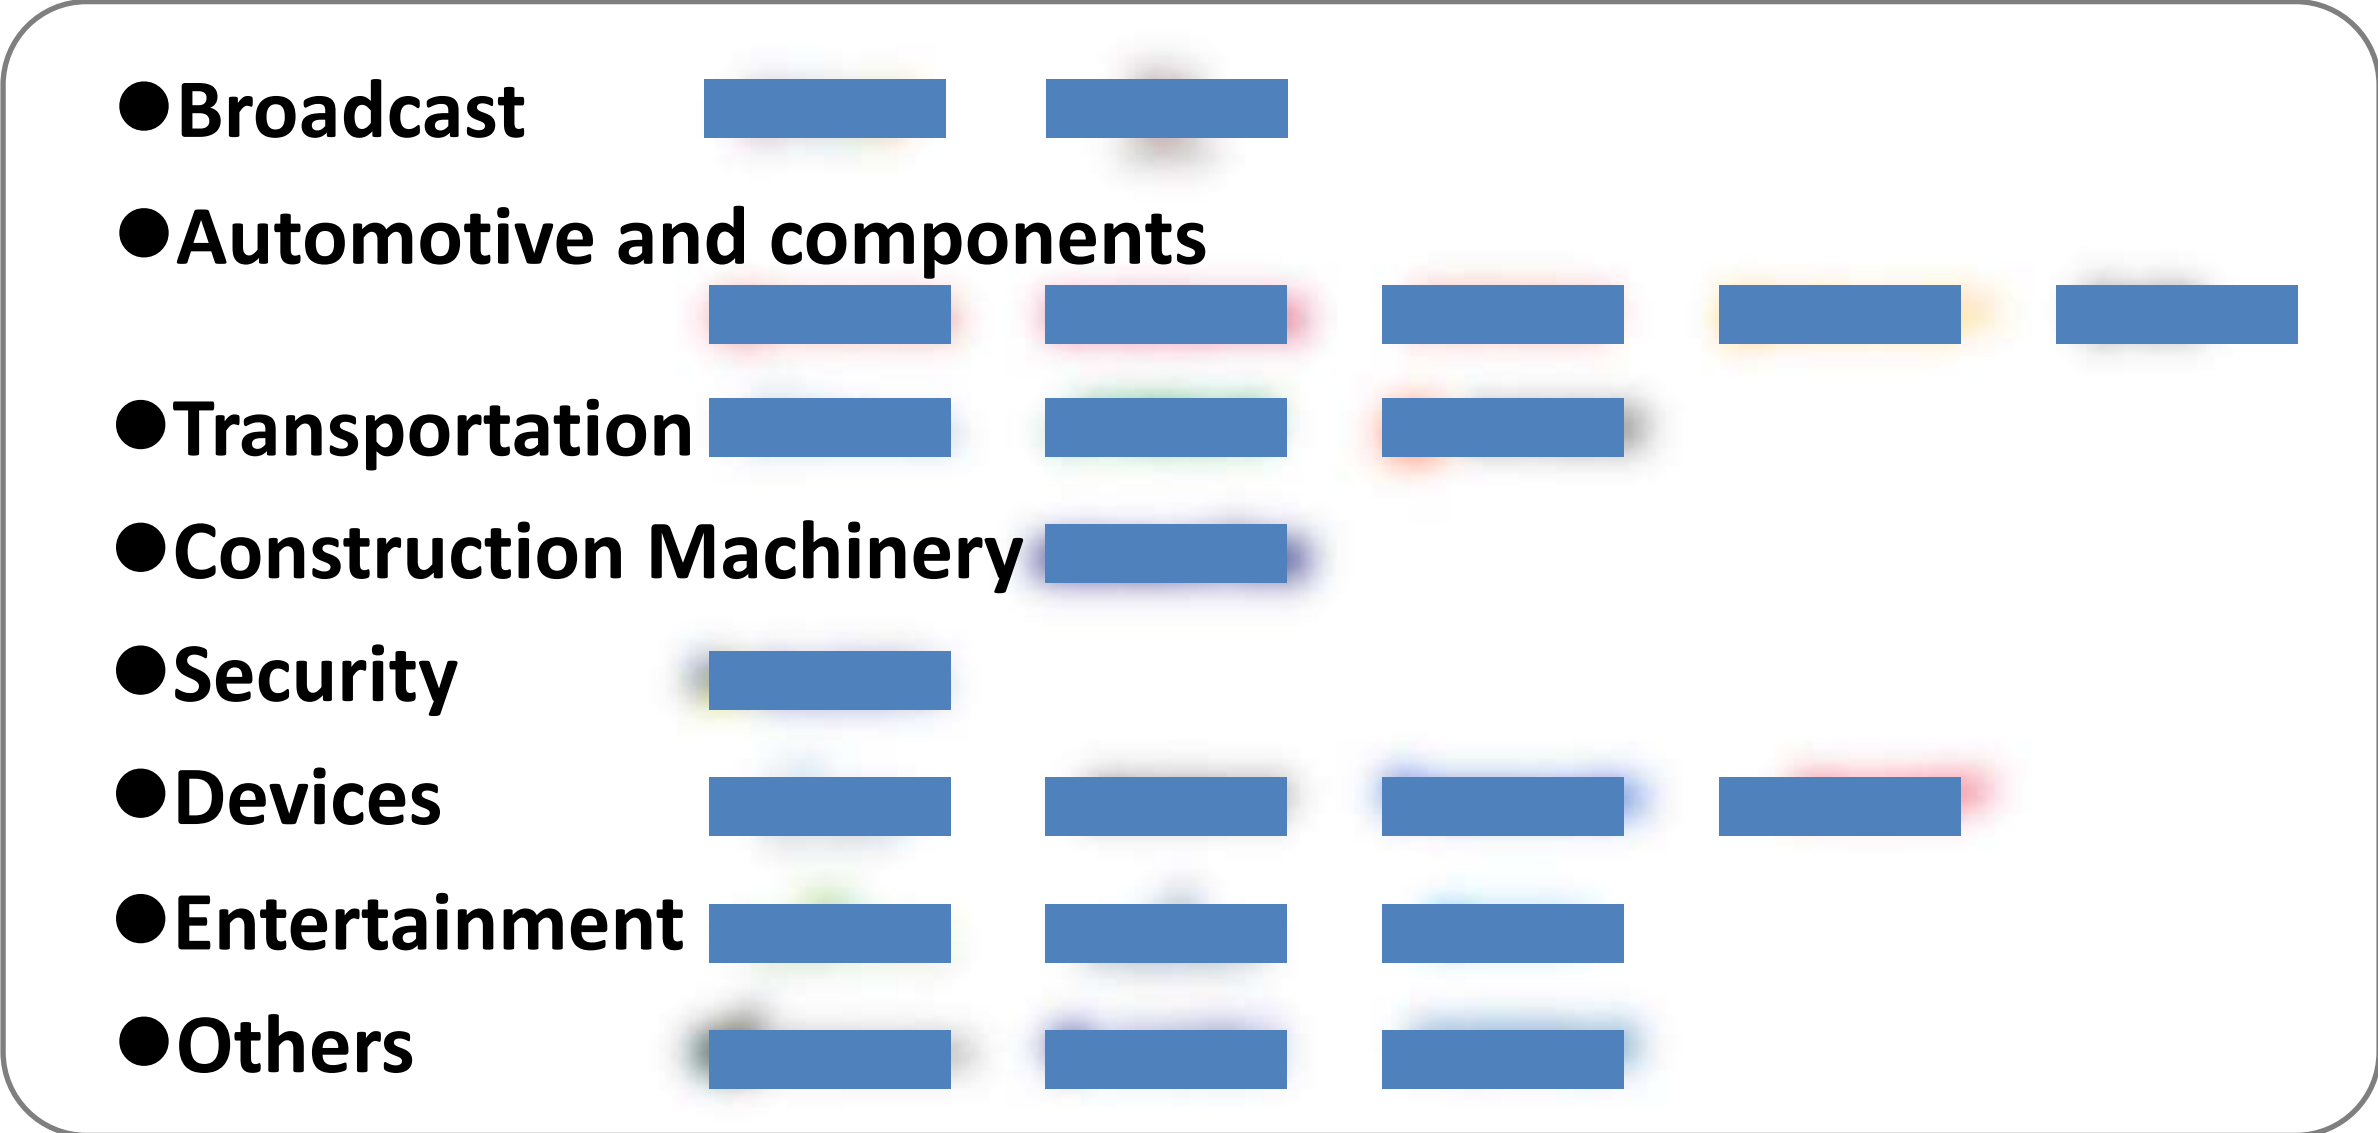 ●Broadcast
●Automotive and components
●Transportation
●Construction Machinery
●Security
●Devices
●Entertainment
●Others